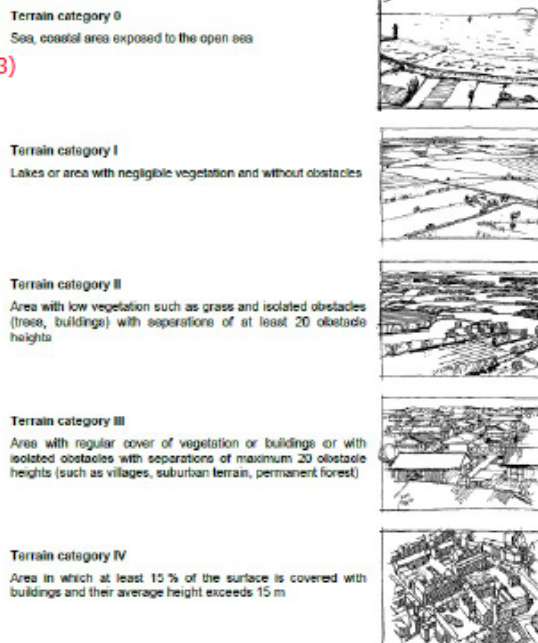 Terrain category 0
Sea, coastal area exposed to the open sea
3)
Terrain category I
Lakes or area with negligible vegetation and without obstacles
Terrain category II
Area with low vegetation such as grass and isolated obstacles
(trees, buildings) with separations of at least 20 obstacle
heights
Terrain category III
Area with regular cover of vegetation or buildings or with
isolated obstacles with separations of maximum 20 obstacle
heights (such as villages, suburban terrain, permanent forest)
Terrain category IV
Area in which at least 15 % of the surface is covered with
buildings and their average height exceeds 15 m